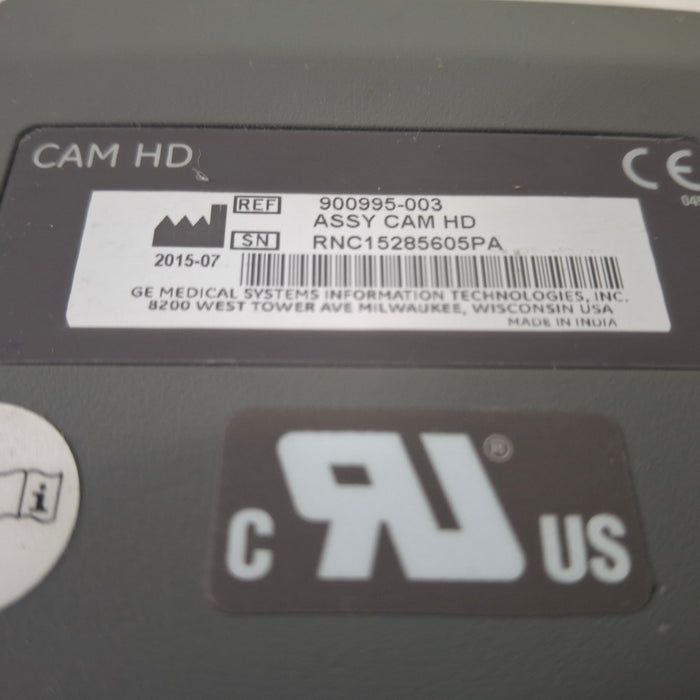 CAM HD
CE
REF 900995-003
ASSY CAM HD
SN RNC15285605PA
2015-07
GE MEDICAL SYSTEMS INFORMATION TECHNOLOGIES, INC.
8200 WEST TOWER AVE MILWAUKEE, WISCONSIN USA
MADE IN INDIA
i
C RU ® US